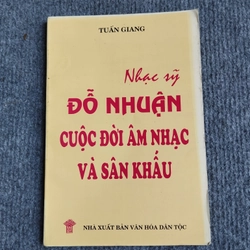 TUẤN GIANG
Nhạc sỹ
ĐỖ NHUẬN
CUỘC ĐỜI ÂM NHẠC
VÀ SÂN KHẤU
NHÀ XUẤT BẢN VĂN HÓA DÂN TỘC